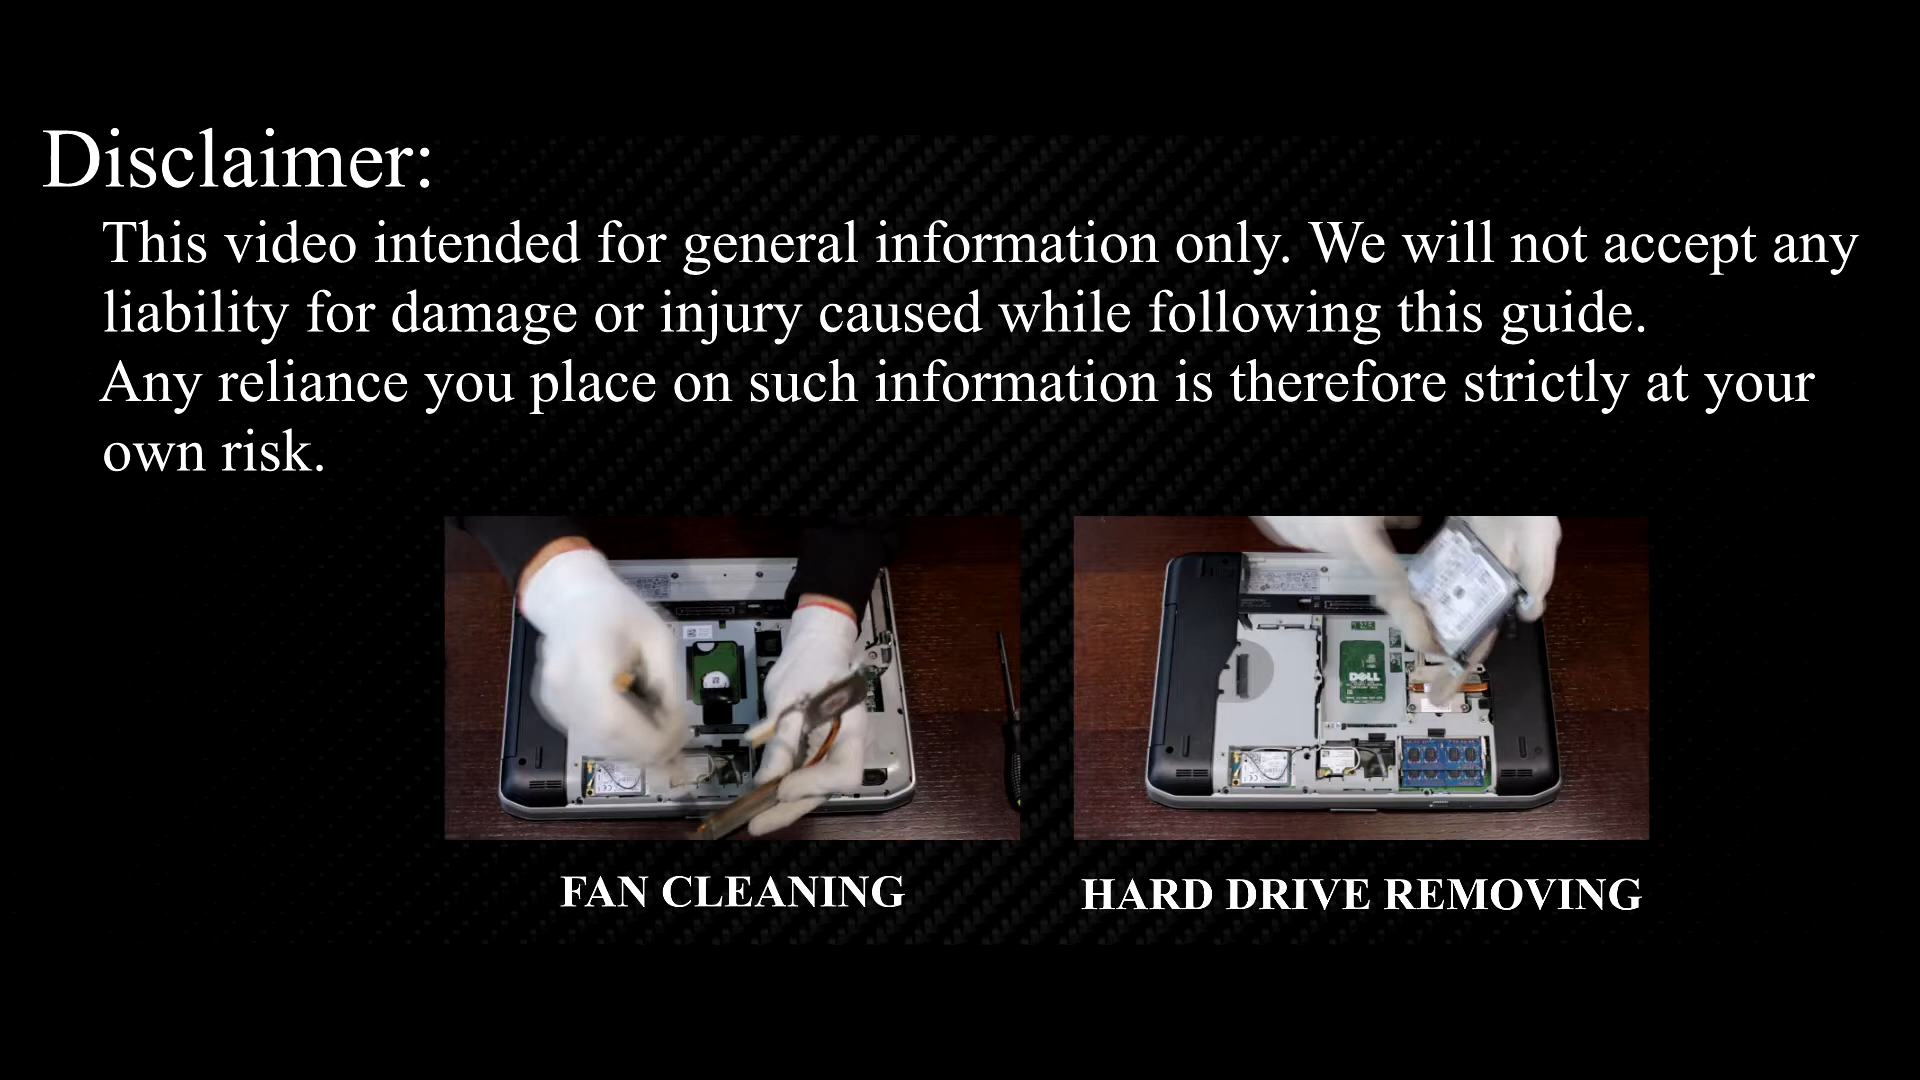 Disclaimer:
This video intended for general information only. We will not accept any
liability for damage or injury caused while following this guide.
Any reliance you place on such information is therefore strictly at your
own risk.
DELL
FAN CLEANING
HARD DRIVE REMOVING